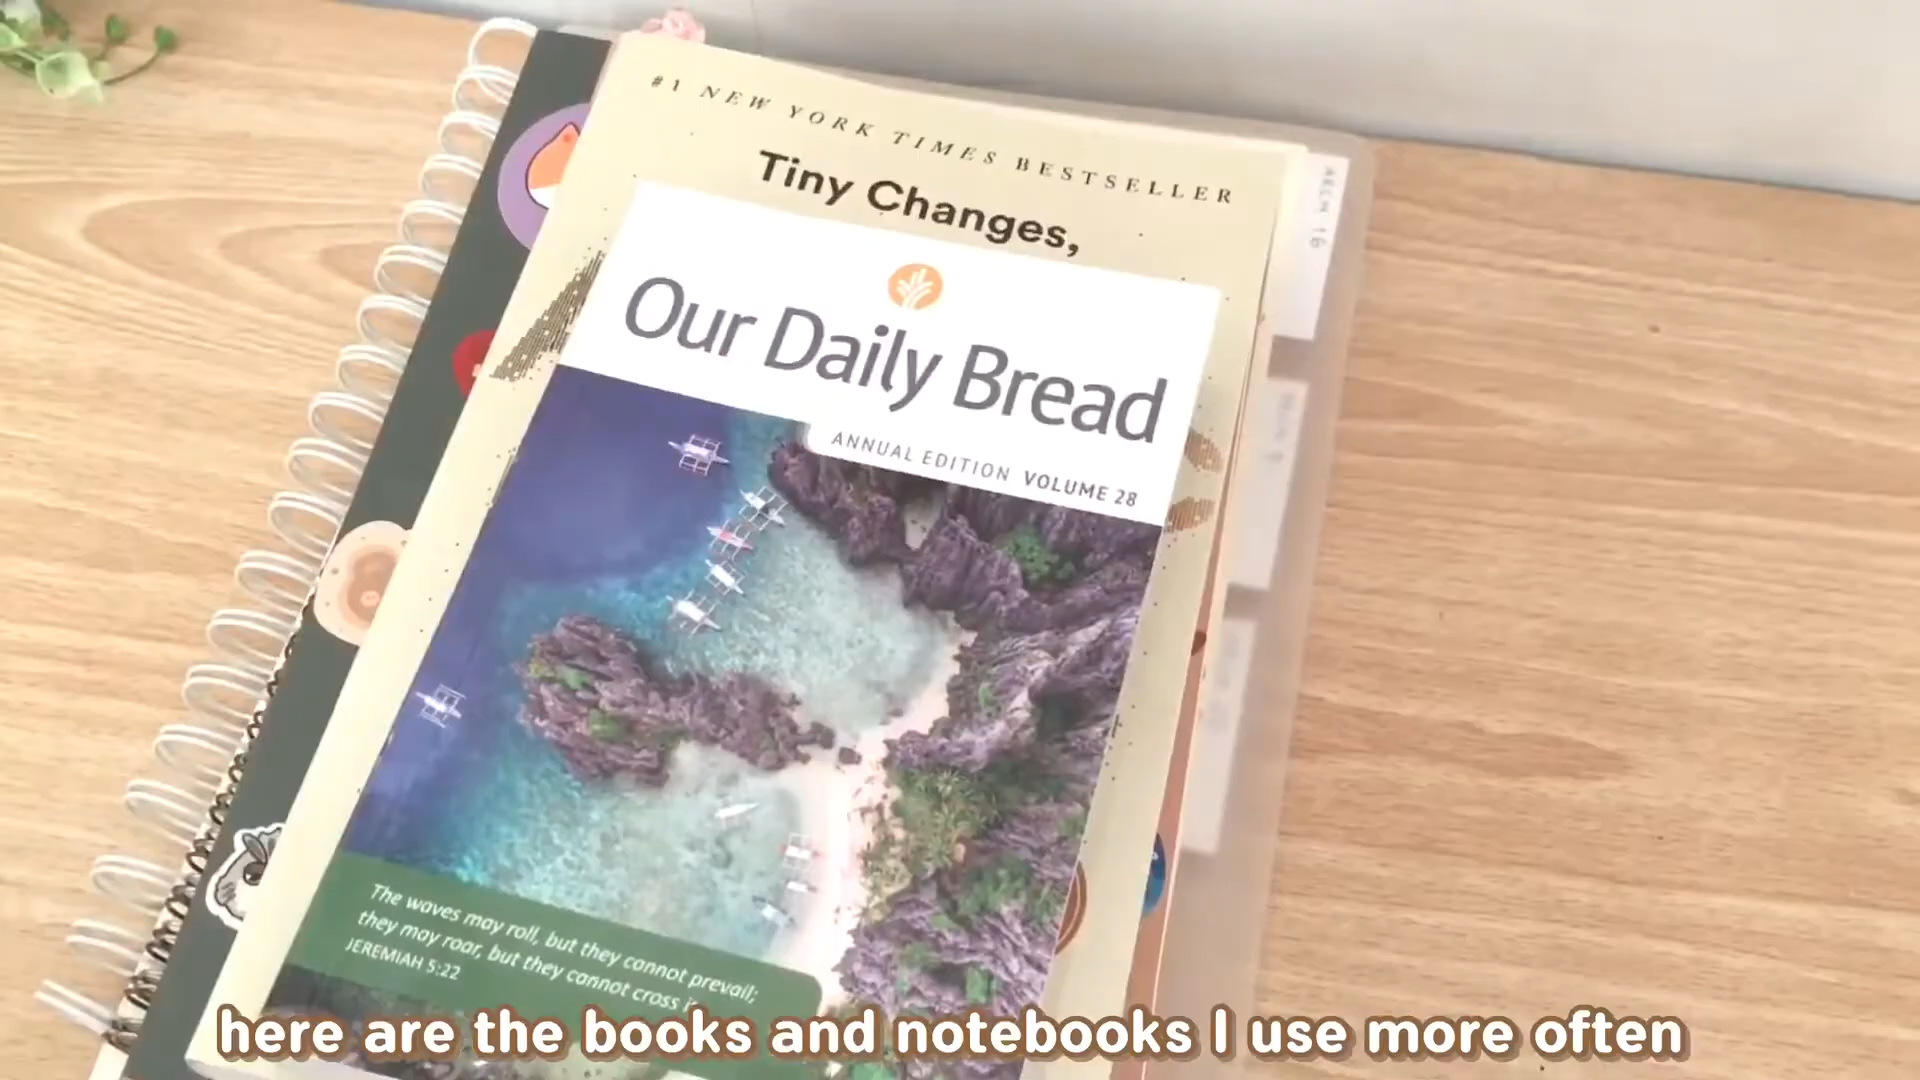 #1 NEW YORK TIMES BESTSELLER
Tiny Changes,
Our Daily Bread
ANNUAL EDITION VOLUME 28
The waves may roll, but they cannot prevail;
they may roar, but they cannot cross
JEREMIAH 5:22
ARCH 16
here are the books and notebooks I use more often